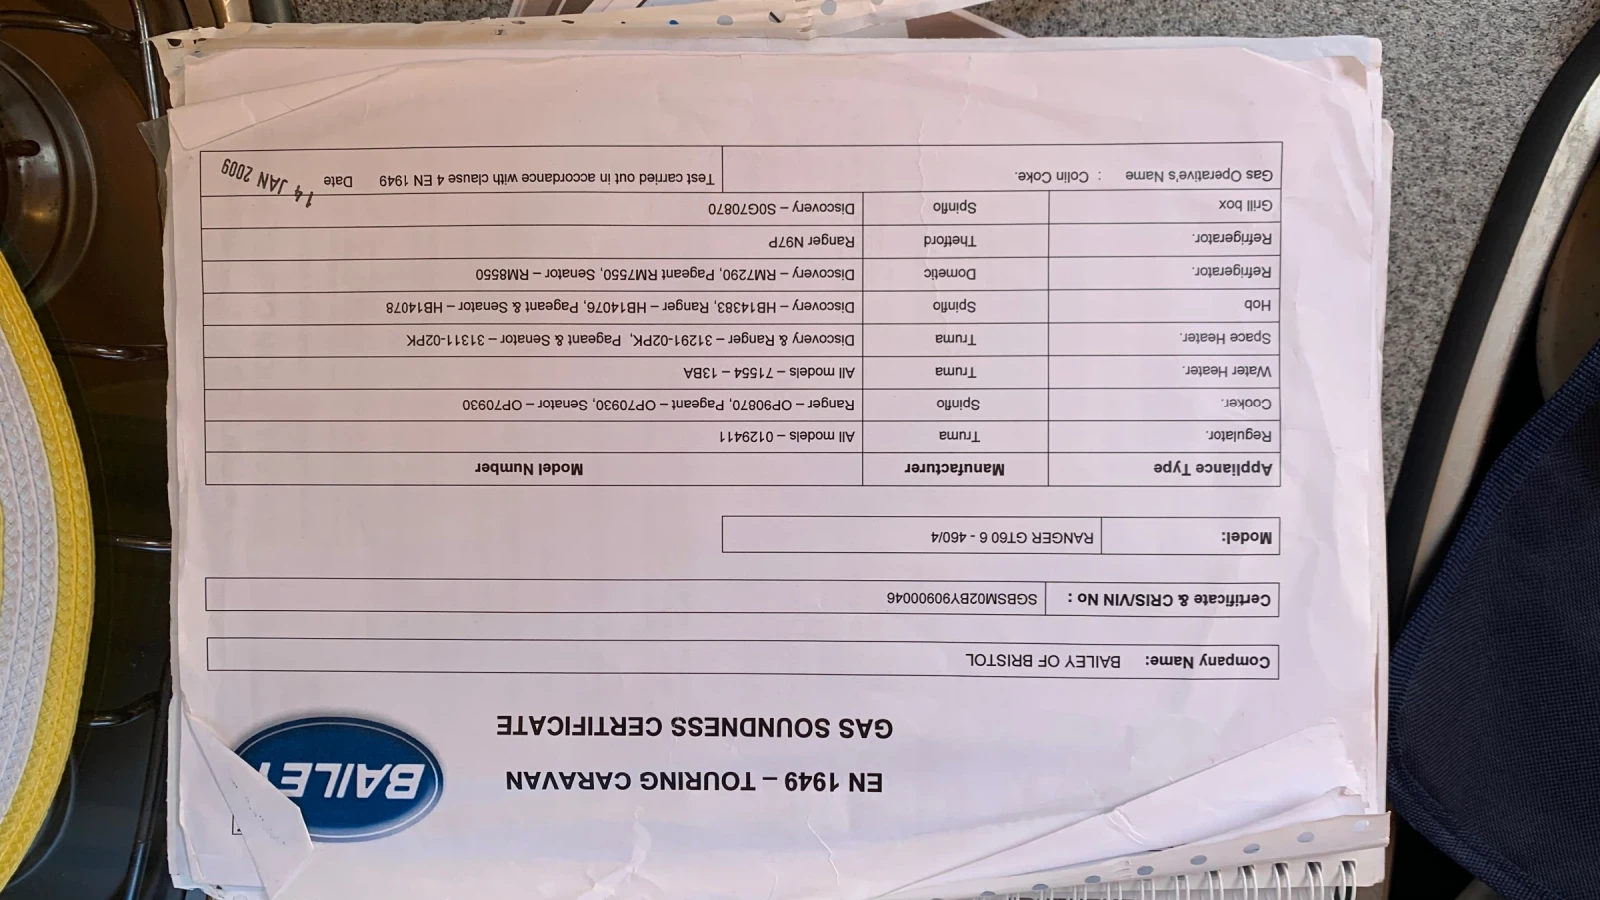 EN 1949 – TOURING CARAVAN
GAS SOUNDNESS CERTIFICATE
BAILE
Company Name: BAILEY OF BRISTOL
Certificate & CRIS/VIN No : SGBSM02BY90900046
Model: RANGER GT60 6 - 460/4
Appliance Type Manufacturer Model Number
Regulator. Truma All models – 0129411
Cooker. Spinflo Ranger – OP90870, Pageant – OP70930, Senator – OP70930
Water Heater. Truma All models – 71554 – 13BA
Space Heater. Truma Discovery & Ranger – 31291-02PK, Pageant & Senator – 31311-02PK
Hob Spinflo Discovery – HB14383, Ranger – HB14076, Pageant & Senator – HB14078
Refrigerator. Dometic Discovery – RM7290, Pageant RM7550, Senator – RM8550
Refrigerator. Thetford Ranger N97P
Grill box Spinflo Discovery – S0G70870
Gas Operative's Name : Colin Coke. Test carried out in accordance with clause 4 EN 1949 Date 14 JAN 2009